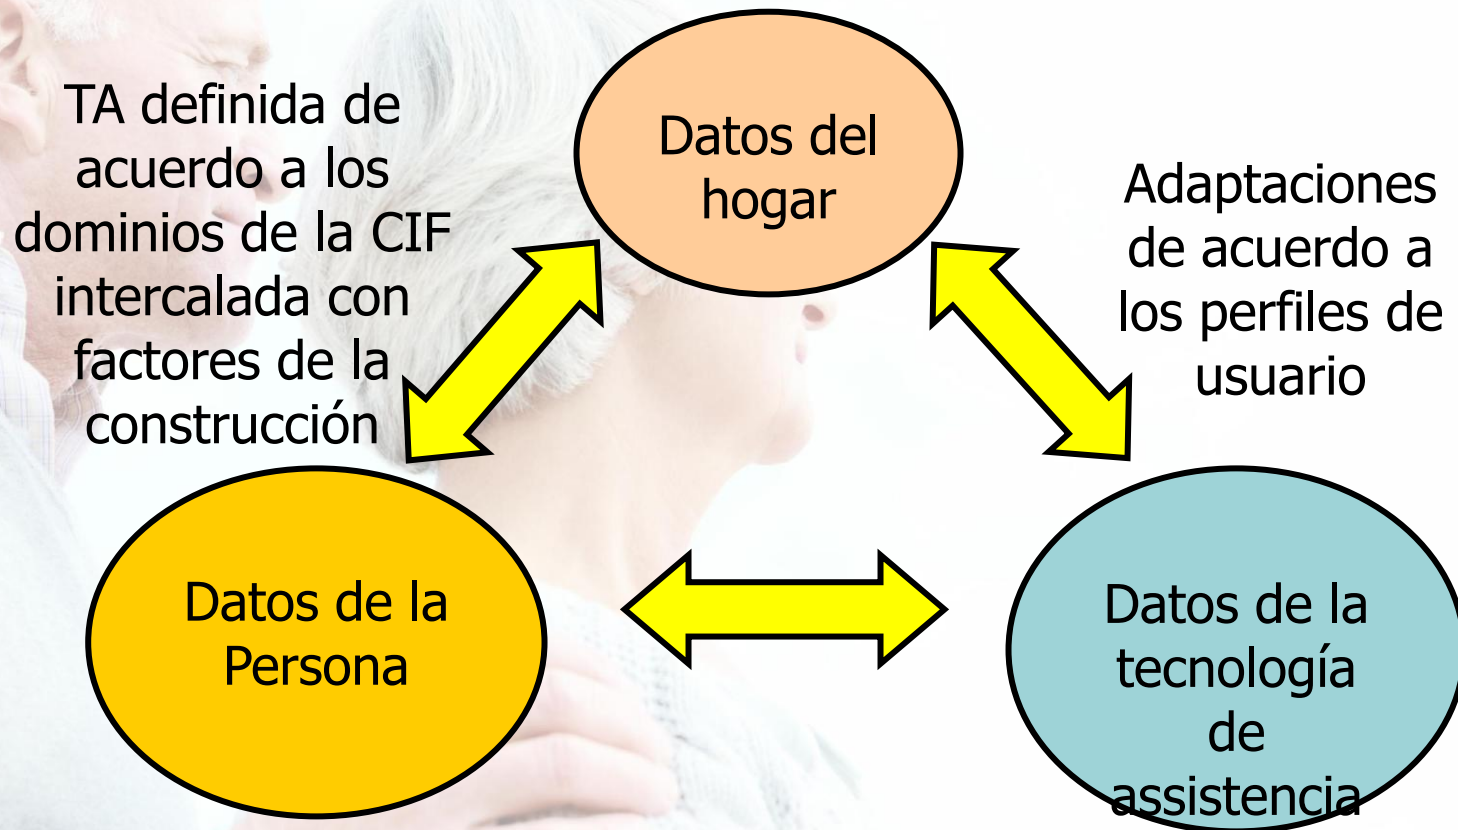 TA definida de
acuerdo a los
dominios de la CIF
intercalada con
factores de la
construcción
Datos del
hogar
Adaptaciones
de acuerdo a
los perfiles de
usuario
Datos de la
Persona
Datos de la
tecnología
de
assistencia